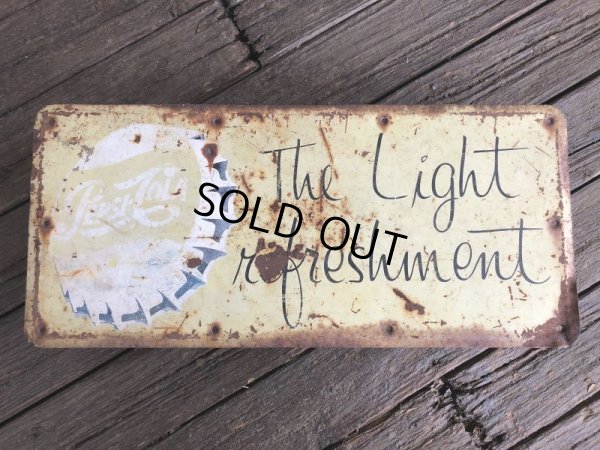 Pepsi-Cola
The Light
refreshment
SOLD OUT